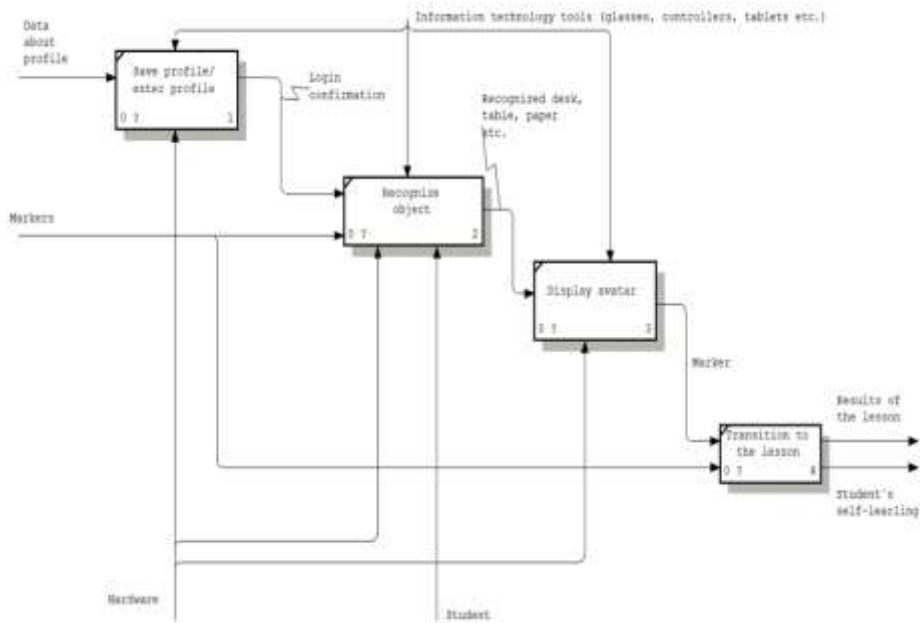 Information technology tools (glasses, controllers, tablets etc.)
Data
about
profile
Save profile/
enter profile
0 ?
1
Login
confirmation
Recognized desk,
table, paper
etc.
Recognize
object
0 ?
2
Markers
Display avatar
0 ?
3
Marker
Results of
the lesson
Transition to
the lesson
0 ?
4
Student's
self-learling
Hardware
Student